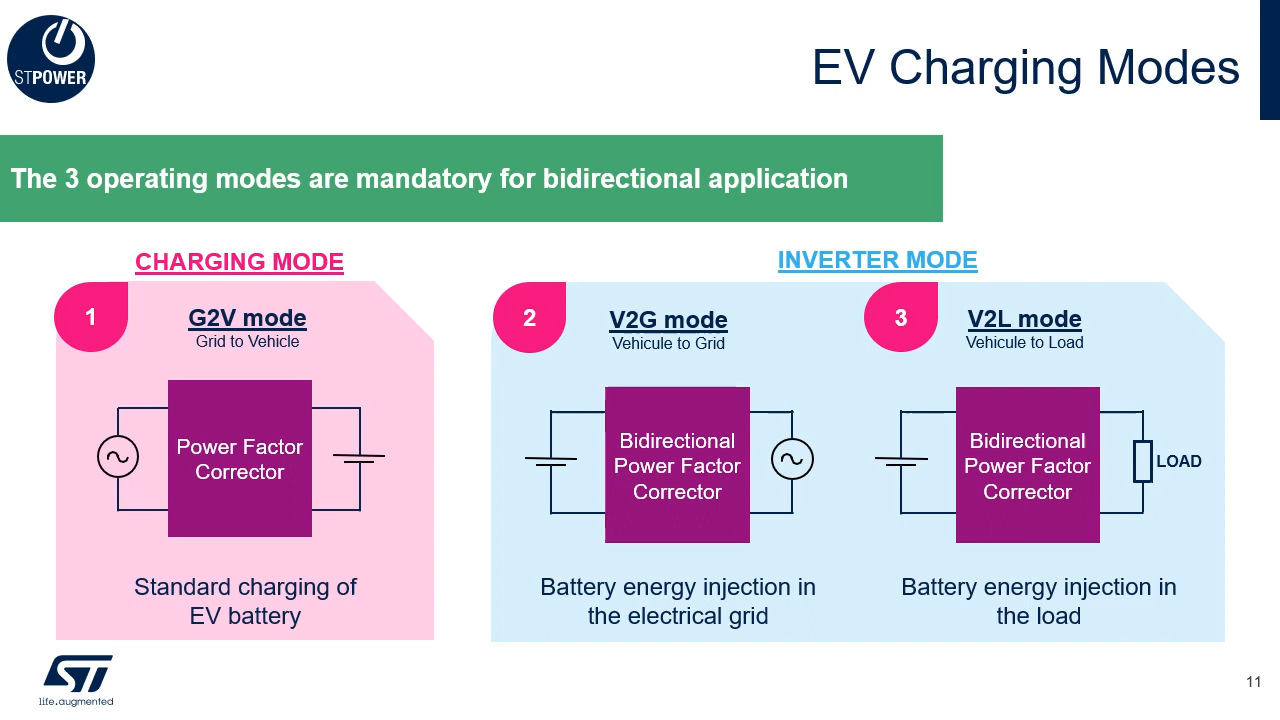 STPOWER
EV Charging Modes
The 3 operating modes are mandatory for bidirectional application
CHARGING MODE
1
G2V mode
Grid to Vehicle
Power Factor
Corrector
Standard charging of
EV battery
INVERTER MODE
2
V2G mode
Vehicule to Grid
Bidirectional
Power Factor
Corrector
Battery energy injection in
the electrical grid
3
V2L mode
Vehicule to Load
Bidirectional
Power Factor
Corrector
LOAD
Battery energy injection in
the load
ST
life.augmented
11